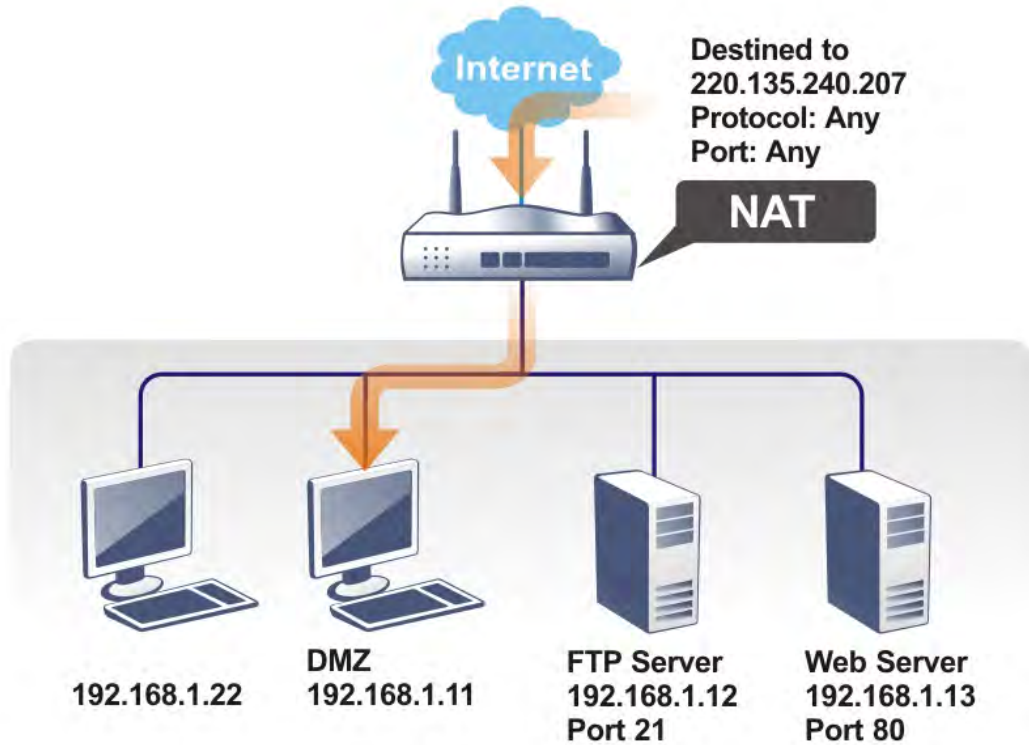 Internet
Destined to
220.135.240.207
Protocol: Any
Port: Any
NAT
192.168.1.22
DMZ
192.168.1.11
FTP Server
192.168.1.12
Port 21
Web Server
192.168.1.13
Port 80